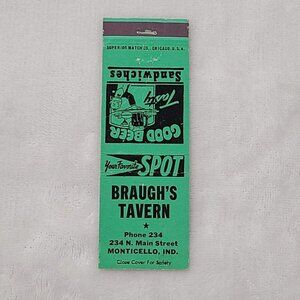 SUPERIOR MATCH CO., CHICAGO, U.S.A.
Sandwiches
Tasty
GOOD BEER
Your Favorite SPOT
BRAUGH'S
TAVERN
Phone 234
234 N. Main Street
MONTICELLO, IND.
Close Cover For Safety